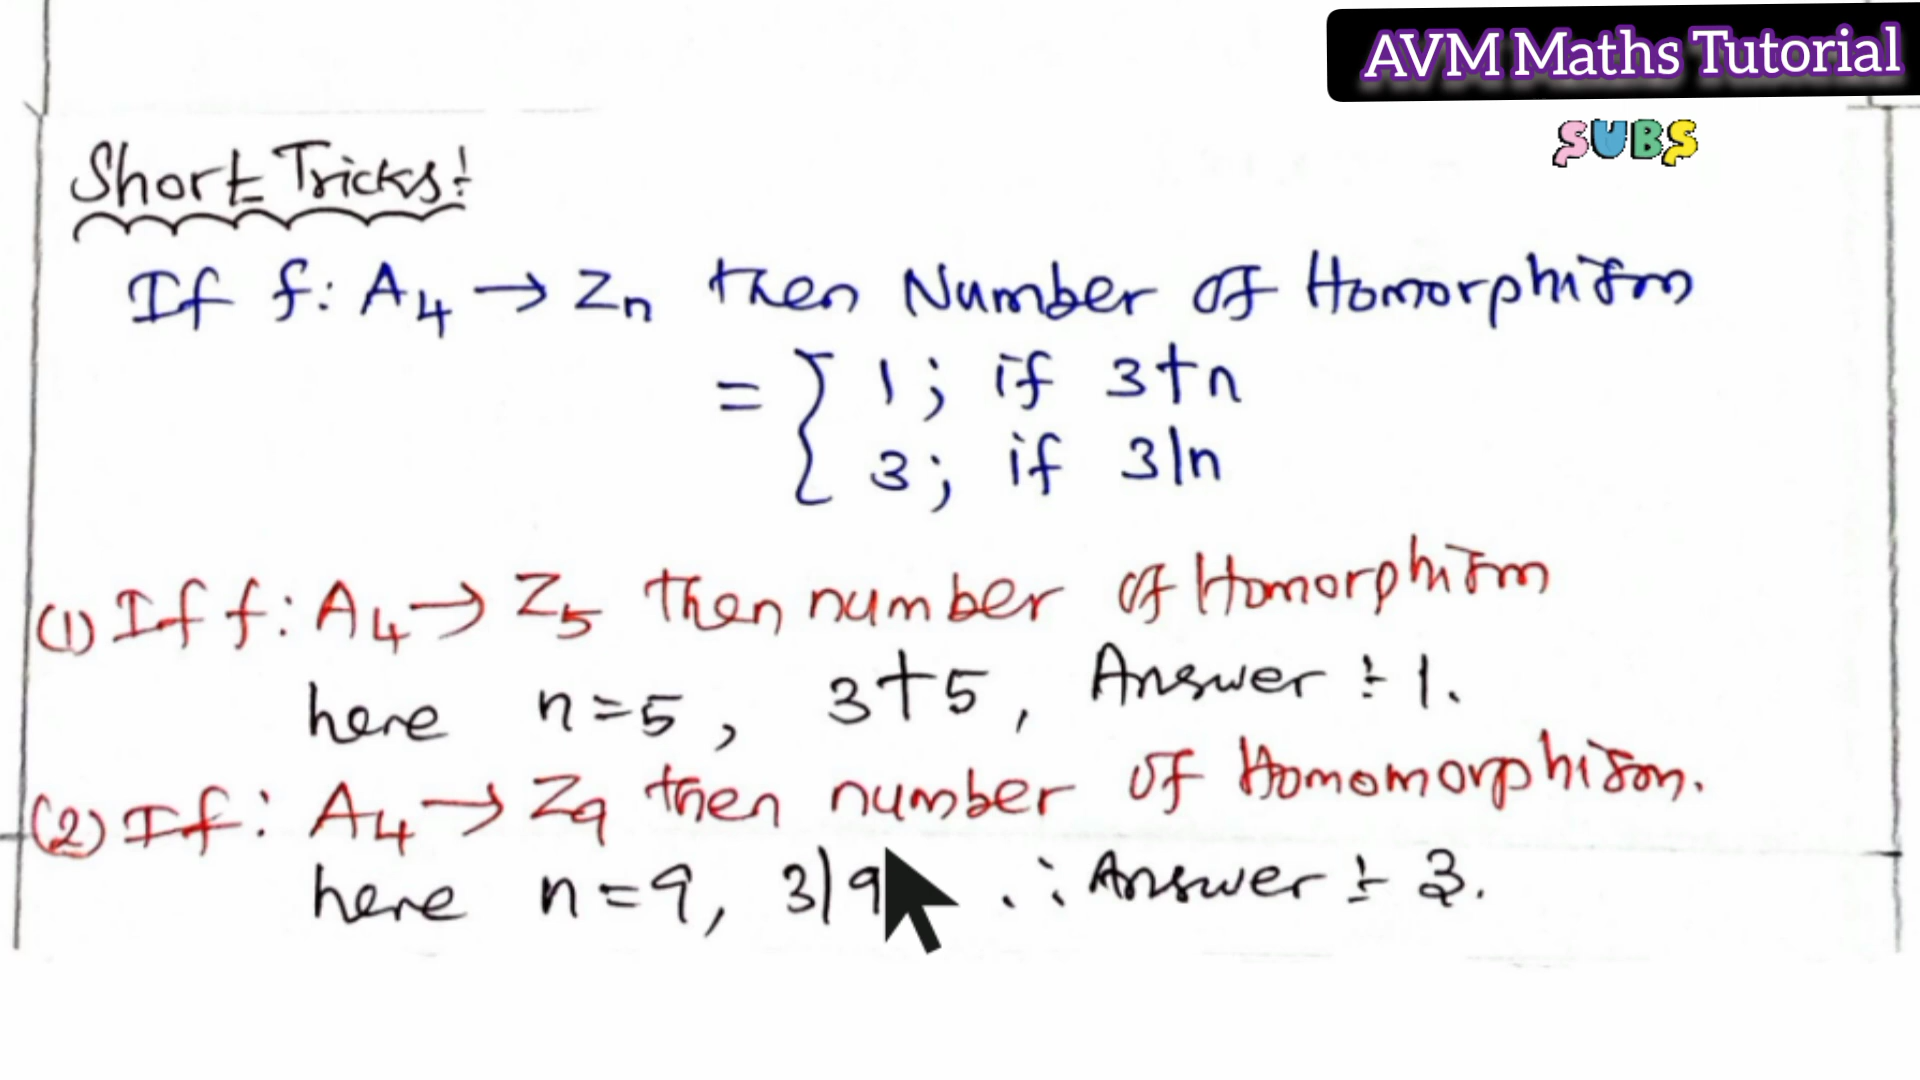 AVM Maths Tutorial
SUBS
Short Tricks:
If f: A4 → Zn then Number of Homorphism
= { 1; if 3∤n
3; if 3|n
(1) If f: A4 → Z5 then number of Homorphism
here n=5, 3∤5, Answer :- 1.
(2) If: A4 → Z9 then number of Homomorphism.
here n=9, 3|9 ∴ Answer :- 3.